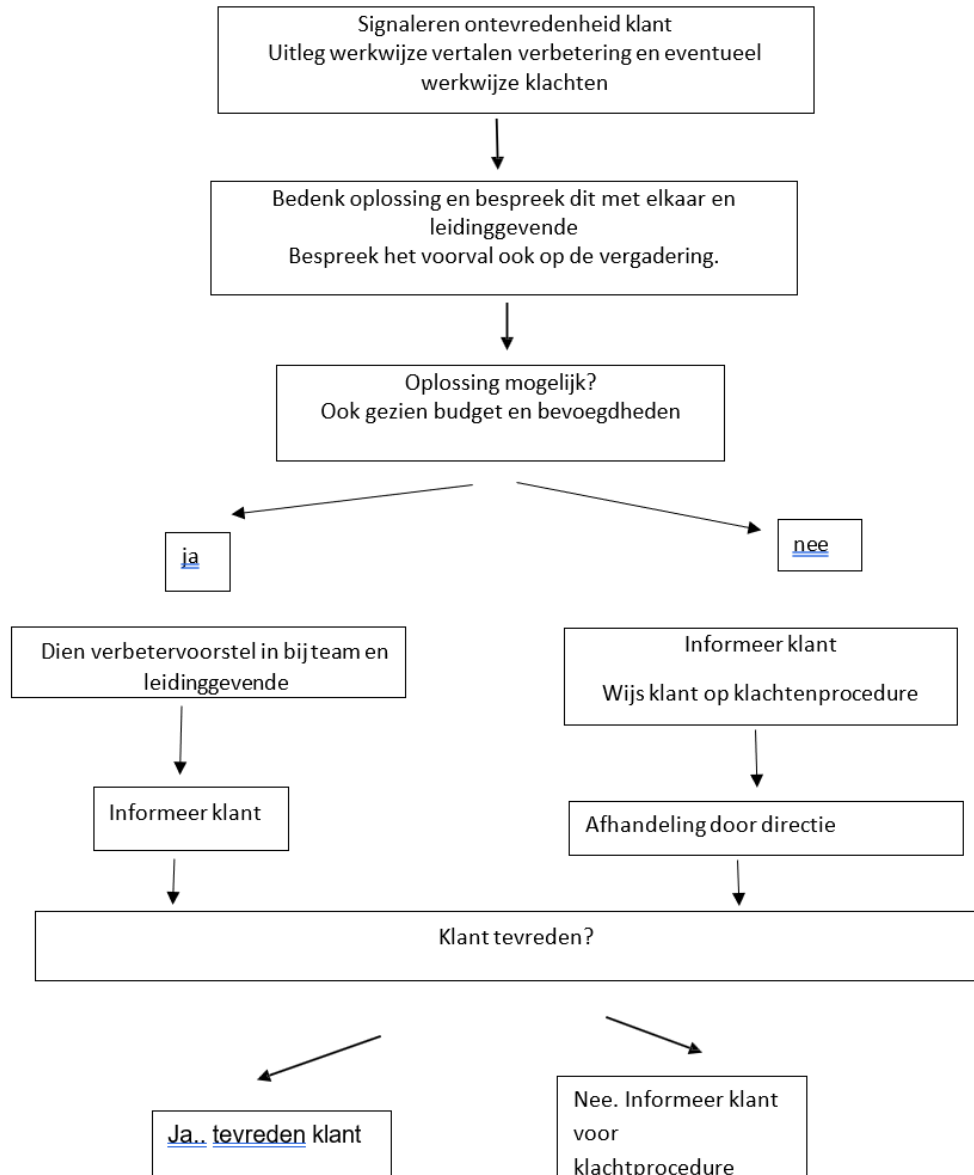 Signaleren ontevredenheid klant
Uitleg werkwijze vertalen verbetering en eventueel
werkwijze klachten
Bedenk oplossing en bespreek dit met elkaar en
leidinggevende
Bespreek het voorval ook op de vergadering.
Oplossing mogelijk?
Ook gezien budget en bevoegdheden
ja
nee
Dien verbetervoorstel in bij team en
leidinggevende
Informeer klant
Wijs klant op klachtenprocedure
Informeer klant
Afhandeling door directie
Klant tevreden?
Ja.. tevreden klant
Nee. Informeer klant
voor
klachtprocedure